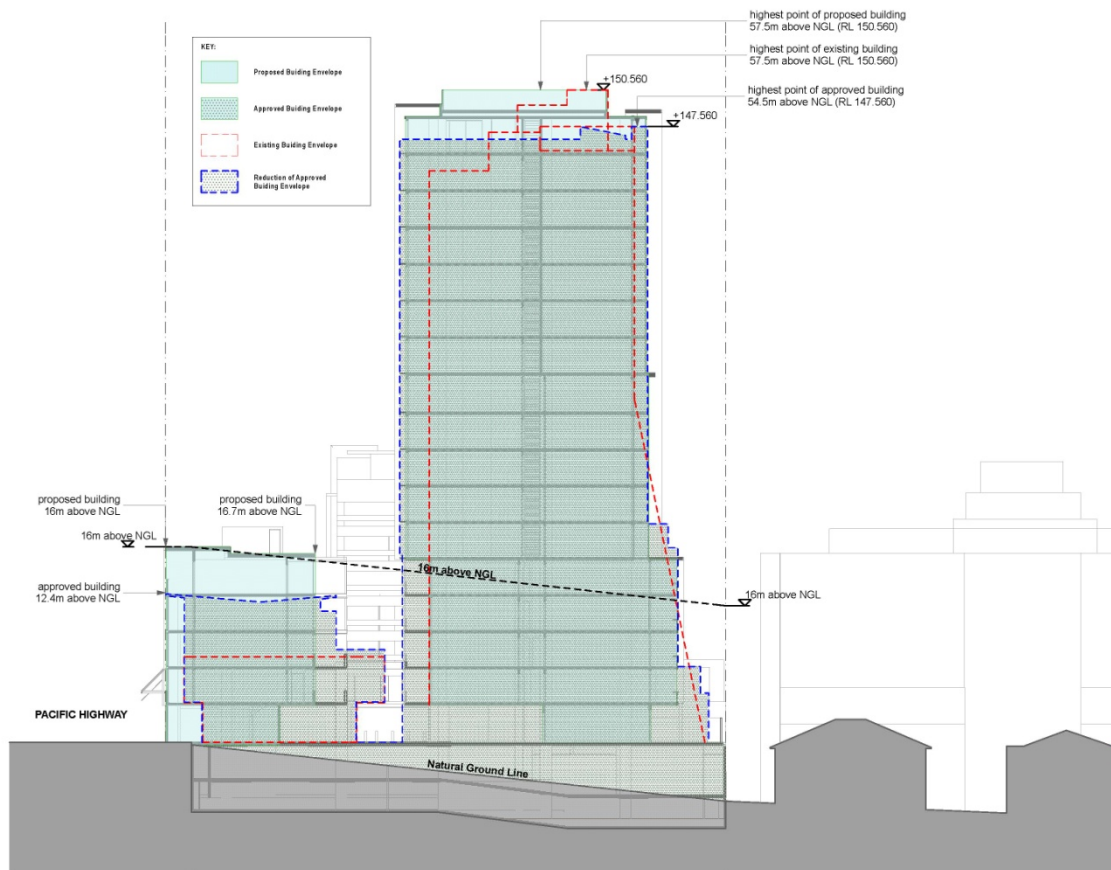 highest point of proposed building
57.5m above NGL (RL 150.560)
highest point of existing building
57.5m above NGL (RL 150.560)
highest point of approved building
54.5m above NGL (RL 147.560)
KEY:
Proposed Buiding Envelope
Approved Buiding Envelope
Existing Buiding Envelope
Reduction of Approved
Buiding Envelope
+150.560
+147.560
proposed building
16m above NGL
proposed building
16.7m above NGL
16m above NGL
16m above NGL
approved building
12.4m above NGL
16m above NGL
PACIFIC HIGHWAY
Natural Ground Line